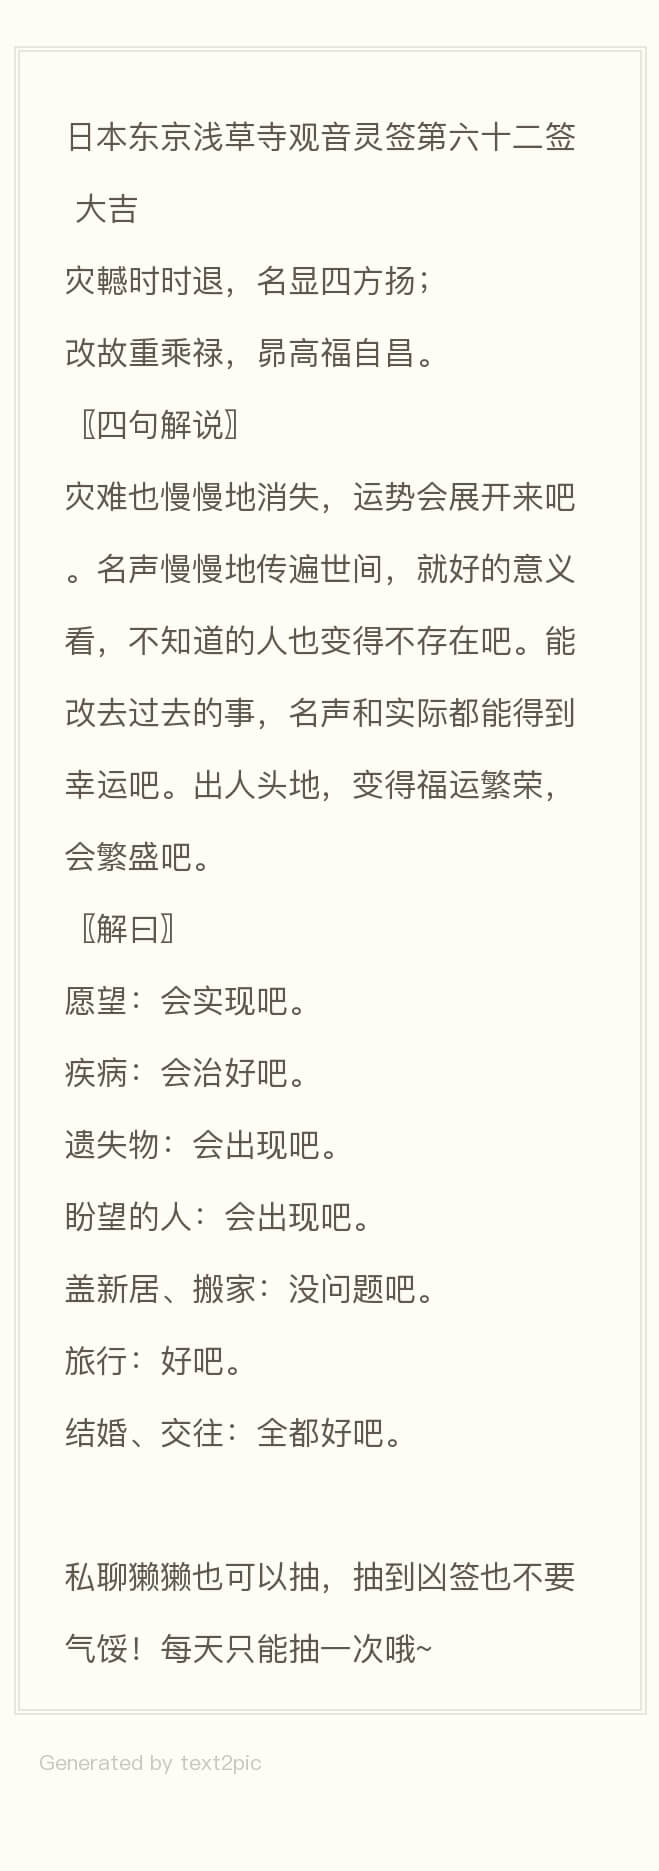 日本东京浅草寺观音灵签第六十二签
大吉
灾轗时时退，名显四方扬；
改故重乘禄，昴高福自昌。
〖四句解说〗
灾难也慢慢地消失，运势会展开来吧
。名声慢慢地传遍世间，就好的意义
看，不知道的人也变得不存在吧。能
改去过去的事，名声和实际都能得到
幸运吧。出人头地，变得福运繁荣，
会繁盛吧。
〖解曰〗
愿望：会实现吧。
疾病：会治好吧。
遗失物：会出现吧。
盼望的人：会出现吧。
盖新居、搬家：没问题吧。
旅行：好吧。
结婚、交往：全都好吧。
私聊獭獭也可以抽，抽到凶签也不要
气馁！每天只能抽一次哦~
Generated by text2pic